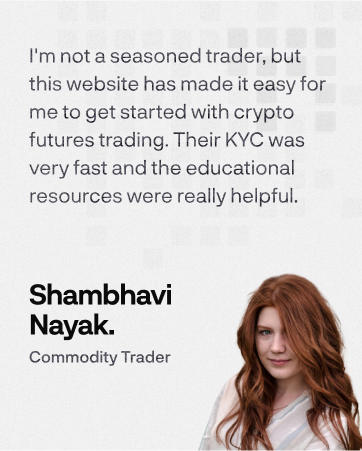 I'm not a seasoned trader, but
this website has made it easy for
me to get started with crypto
futures trading. Their KYC was
very fast and the educational
resources were really helpful.
Shambhavi
Nayak.
Commodity Trader